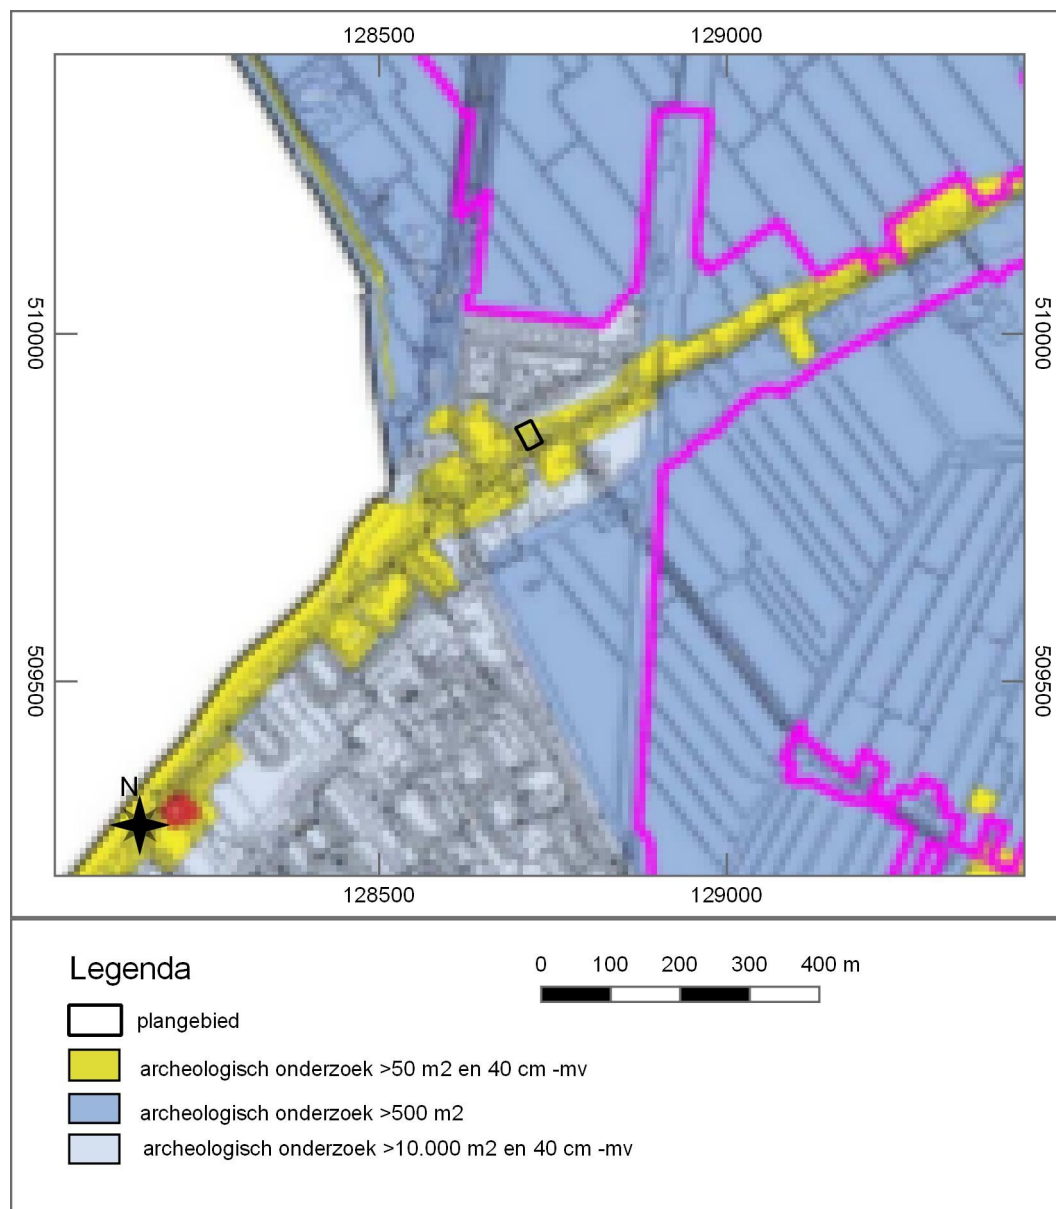 128500 129000
510000 510000
509500 509500
N
128500 129000
Legenda
0 100 200 300 400 m
plangebied
archeologisch onderzoek >50 m2 en 40 cm -mv
archeologisch onderzoek >500 m2
archeologisch onderzoek >10.000 m2 en 40 cm -mv